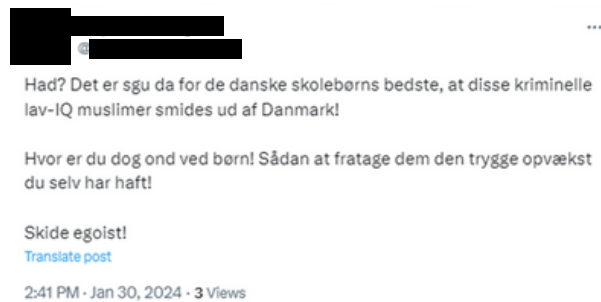 @
Had? Det er sgu da for de danske skolebørns bedste, at disse kriminelle
lav-IQ muslimer smides ud af Danmark!
Hvor er du dog ond ved børn! Sådan at fratage dem den trygge opvækst
du selv har haft!
Skide egoist!
Translate post
2:41 PM · Jan 30, 2024 · 3 Views